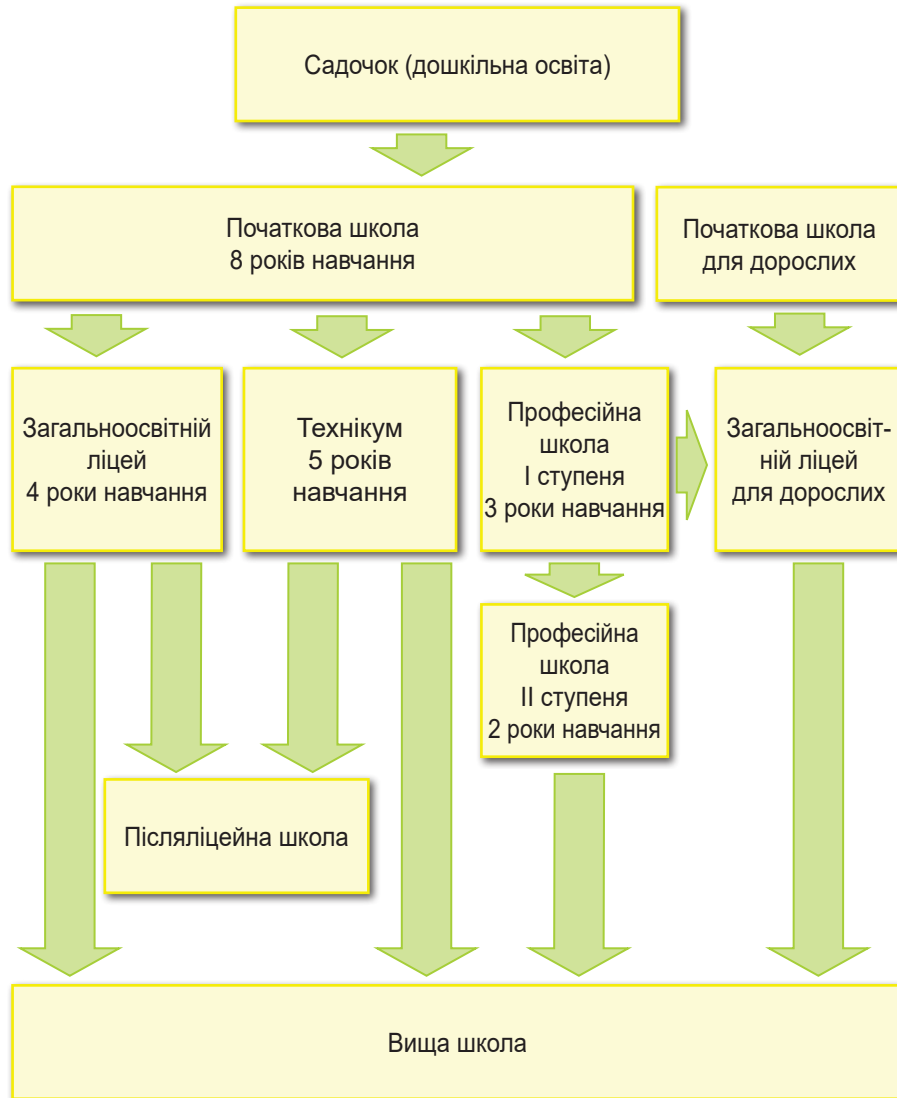 Садочок (дошкільна освіта)
Початкова школа
8 років навчання
Початкова школа
для дорослих
Загальноосвітній
ліцей
4 роки навчання
Технікум
5 років
навчання
Професійна
школа
І ступеня
3 роки навчання
Загальноосвіт-
ній ліцей
для дорослих
Професійна
школа
ІІ ступеня
2 роки навчання
Післяліцейна школа
Вища школа